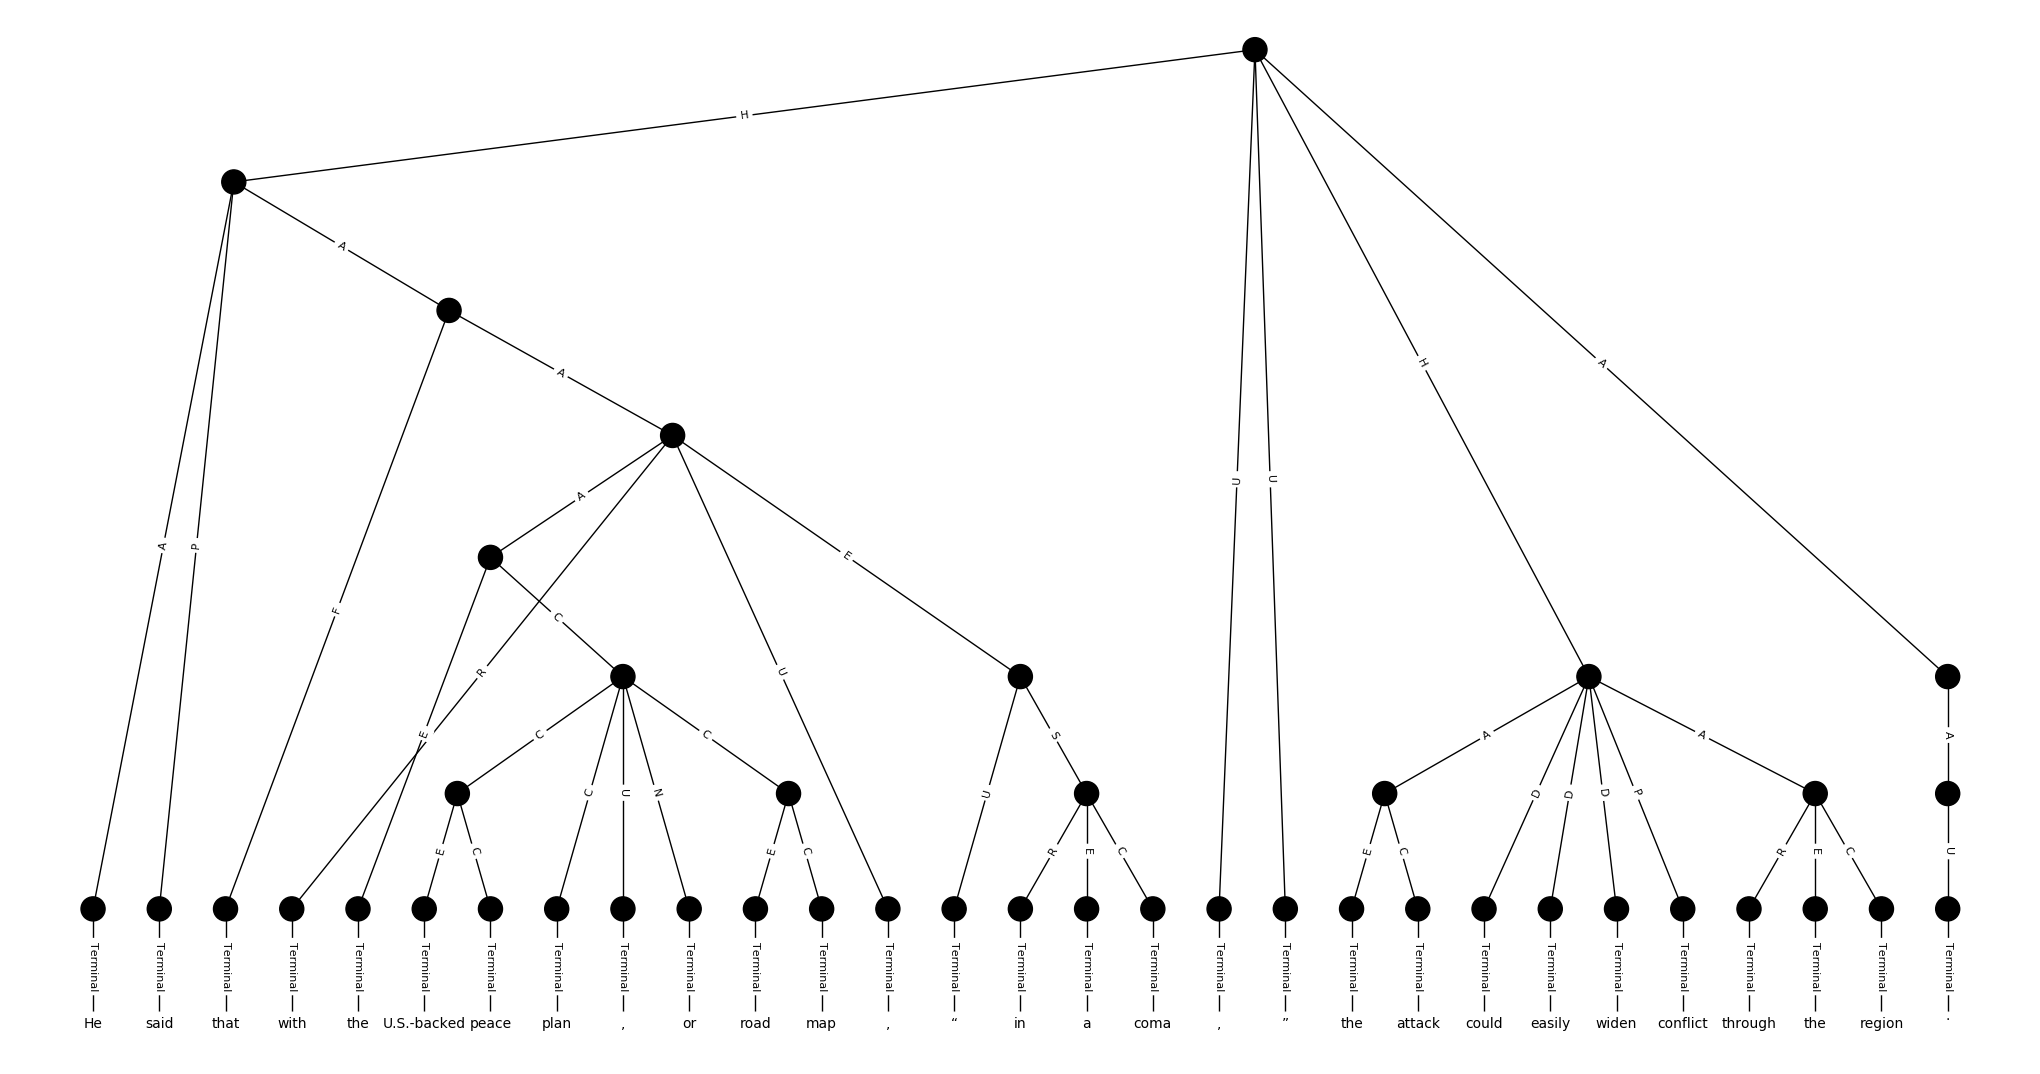 H
A
A
A
A
P
F
A
E
C
R
U
E
U
U
H
A
E
C
C
C
U
N
C
U
S
A
D
D
D
P
A
A
E
C
E
C
R
E
C
E
C
R
E
C
U
Terminal Terminal Terminal Terminal Terminal Terminal Terminal Terminal Terminal Terminal Terminal Terminal Terminal Terminal Terminal Terminal Terminal Terminal Terminal Terminal Terminal Terminal Terminal Terminal Terminal Terminal Terminal Terminal Terminal
He said that with the U.S.-backed peace plan , or road map , “ in a coma , ” the attack could easily widen conflict through the region .